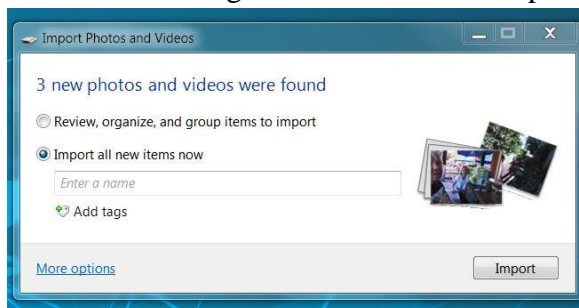 Import Photos and Videos
3 new photos and videos were found
Review, organize, and group items to import
Import all new items now
Enter a name
Add tags
More options
Import